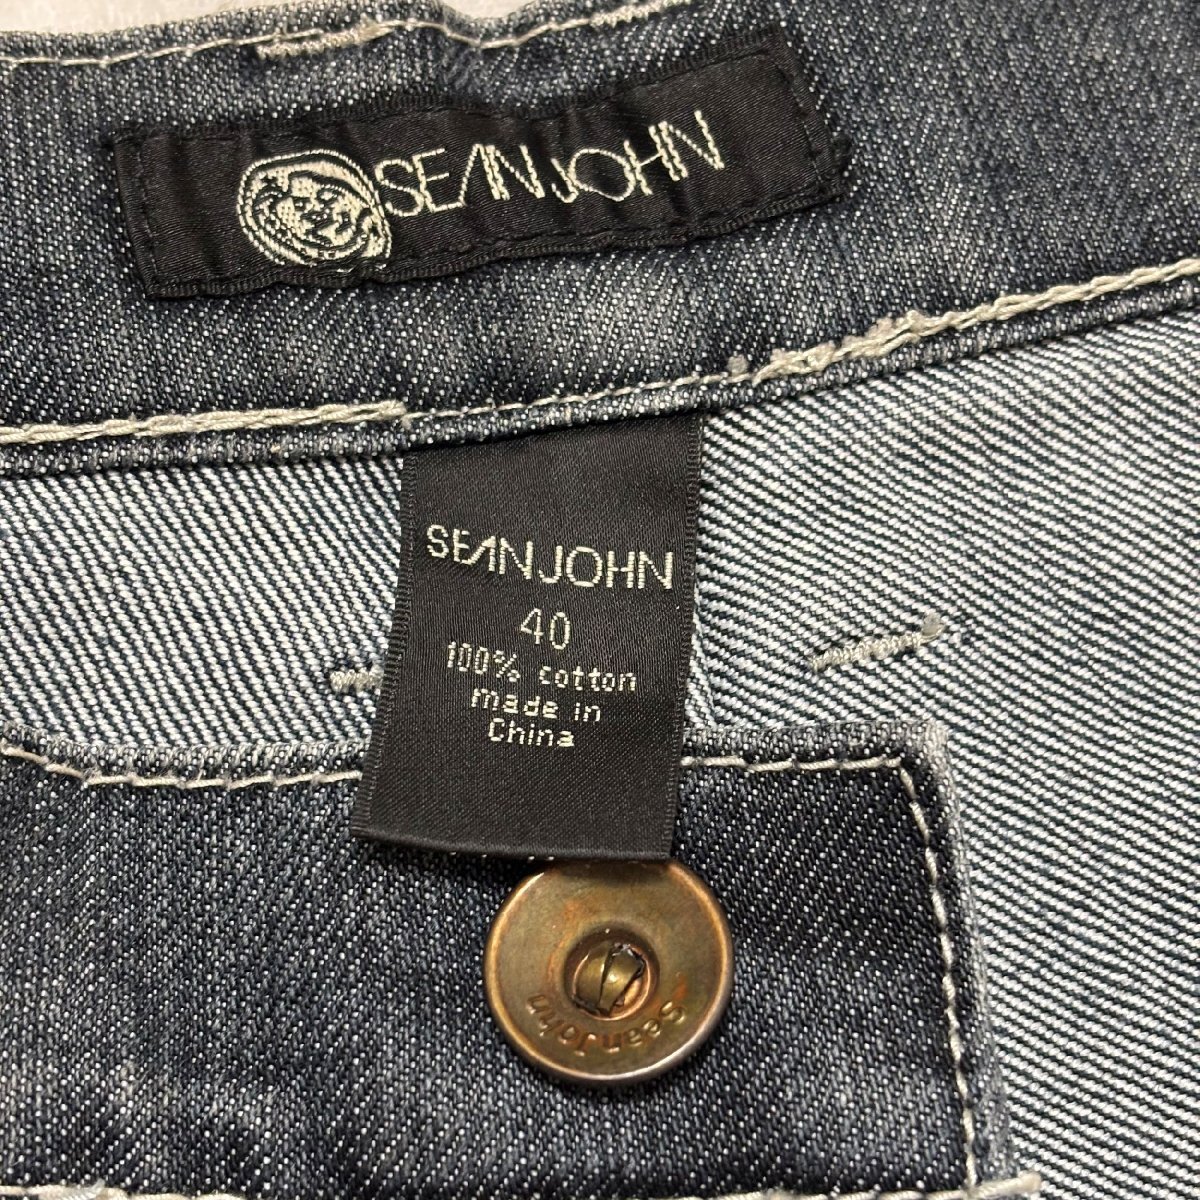 SEANJOHN
SEANJOHN
40
100% cotton
made in
China
SeanJohn